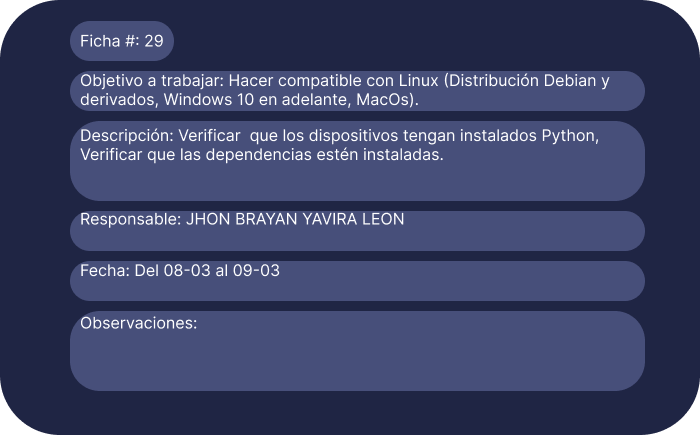 Ficha #: 29
Objetivo a trabajar: Hacer compatible con Linux (Distribución Debian y
derivados, Windows 10 en adelante, MacOs).
Descripción: Verificar  que los dispositivos tengan instalados Python,
Verificar que las dependencias estén instaladas.
Responsable: JHON BRAYAN YAVIRA LEON
Fecha: Del 08-03 al 09-03
Observaciones: